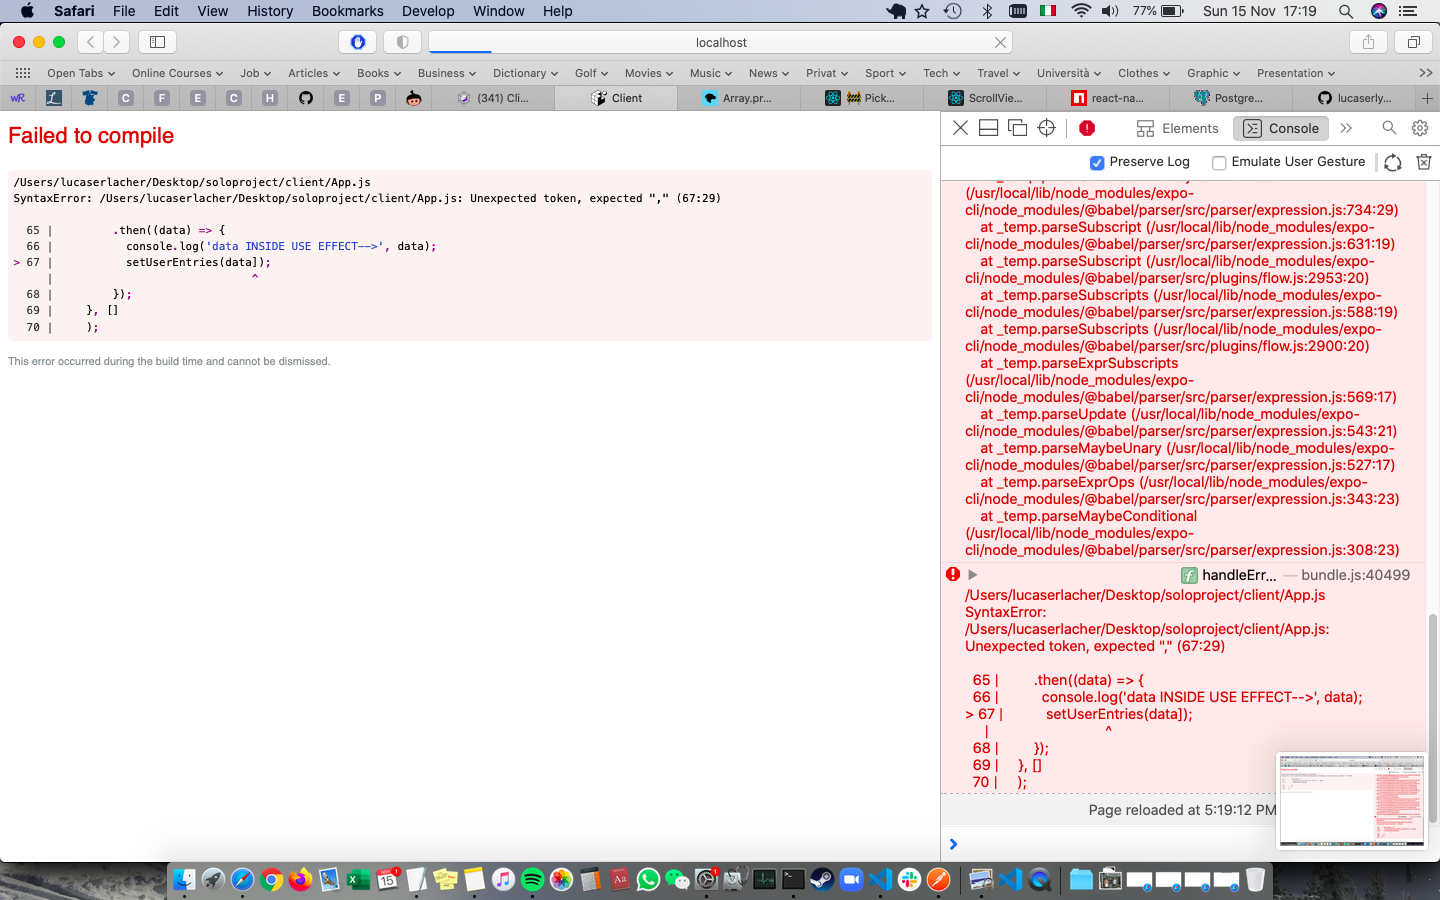 Safari File Edit View History Bookmarks Develop Window Help 77% Sun 15 Nov 17:19
localhost
Open Tabs Online Courses Job Articles Books Business Dictionary Golf Movies Music News Privat Sport Tech Travel Università Clothes Graphic Presentation
wR L C F E C H E P (341) Cli... Client Array.pr... Pick... ScrollVie... react-na... Postgre... lucaserly...
Failed to compile
/Users/lucaserlacher/Desktop/soloproject/client/App.js
SyntaxError: /Users/lucaserlacher/Desktop/soloproject/client/App.js: Unexpected token, expected "," (67:29)
65 | .then((data) => {
66 | console.log('data INSIDE USE EFFECT-->', data);
> 67 | setUserEntries(data]);
| ^
68 | });
69 | }, []
70 | );
This error occurred during the build time and cannot be dismissed.
Elements Console
Preserve Log Emulate User Gesture
(/usr/local/lib/node_modules/expo-
cli/node_modules/@babel/parser/src/parser/expression.js:734:29)
at _temp.parseSubscript (/usr/local/lib/node_modules/expo-
cli/node_modules/@babel/parser/src/parser/expression.js:631:19)
at _temp.parseSubscript (/usr/local/lib/node_modules/expo-
cli/node_modules/@babel/parser/src/plugins/flow.js:2953:20)
at _temp.parseSubscripts (/usr/local/lib/node_modules/expo-
cli/node_modules/@babel/parser/src/parser/expression.js:588:19)
at _temp.parseSubscripts (/usr/local/lib/node_modules/expo-
cli/node_modules/@babel/parser/src/plugins/flow.js:2900:20)
at _temp.parseExprSubscripts
(/usr/local/lib/node_modules/expo-
cli/node_modules/@babel/parser/src/parser/expression.js:569:17)
at _temp.parseUpdate (/usr/local/lib/node_modules/expo-
cli/node_modules/@babel/parser/src/parser/expression.js:543:21)
at _temp.parseMaybeUnary (/usr/local/lib/node_modules/expo-
cli/node_modules/@babel/parser/src/parser/expression.js:527:17)
at _temp.parseExprOps (/usr/local/lib/node_modules/expo-
cli/node_modules/@babel/parser/src/parser/expression.js:343:23)
at _temp.parseMaybeConditional
(/usr/local/lib/node_modules/expo-
cli/node_modules/@babel/parser/src/parser/expression.js:308:23)
f handleErr... — bundle.js:40499
/Users/lucaserlacher/Desktop/soloproject/client/App.js
SyntaxError:
/Users/lucaserlacher/Desktop/soloproject/client/App.js:
Unexpected token, expected "," (67:29)
65 | .then((data) => {
66 | console.log('data INSIDE USE EFFECT-->', data);
> 67 | setUserEntries(data]);
| ^
68 | });
69 | }, []
70 | );
Page reloaded at 5:19:12 PM
NOV 15 1 Aa 1